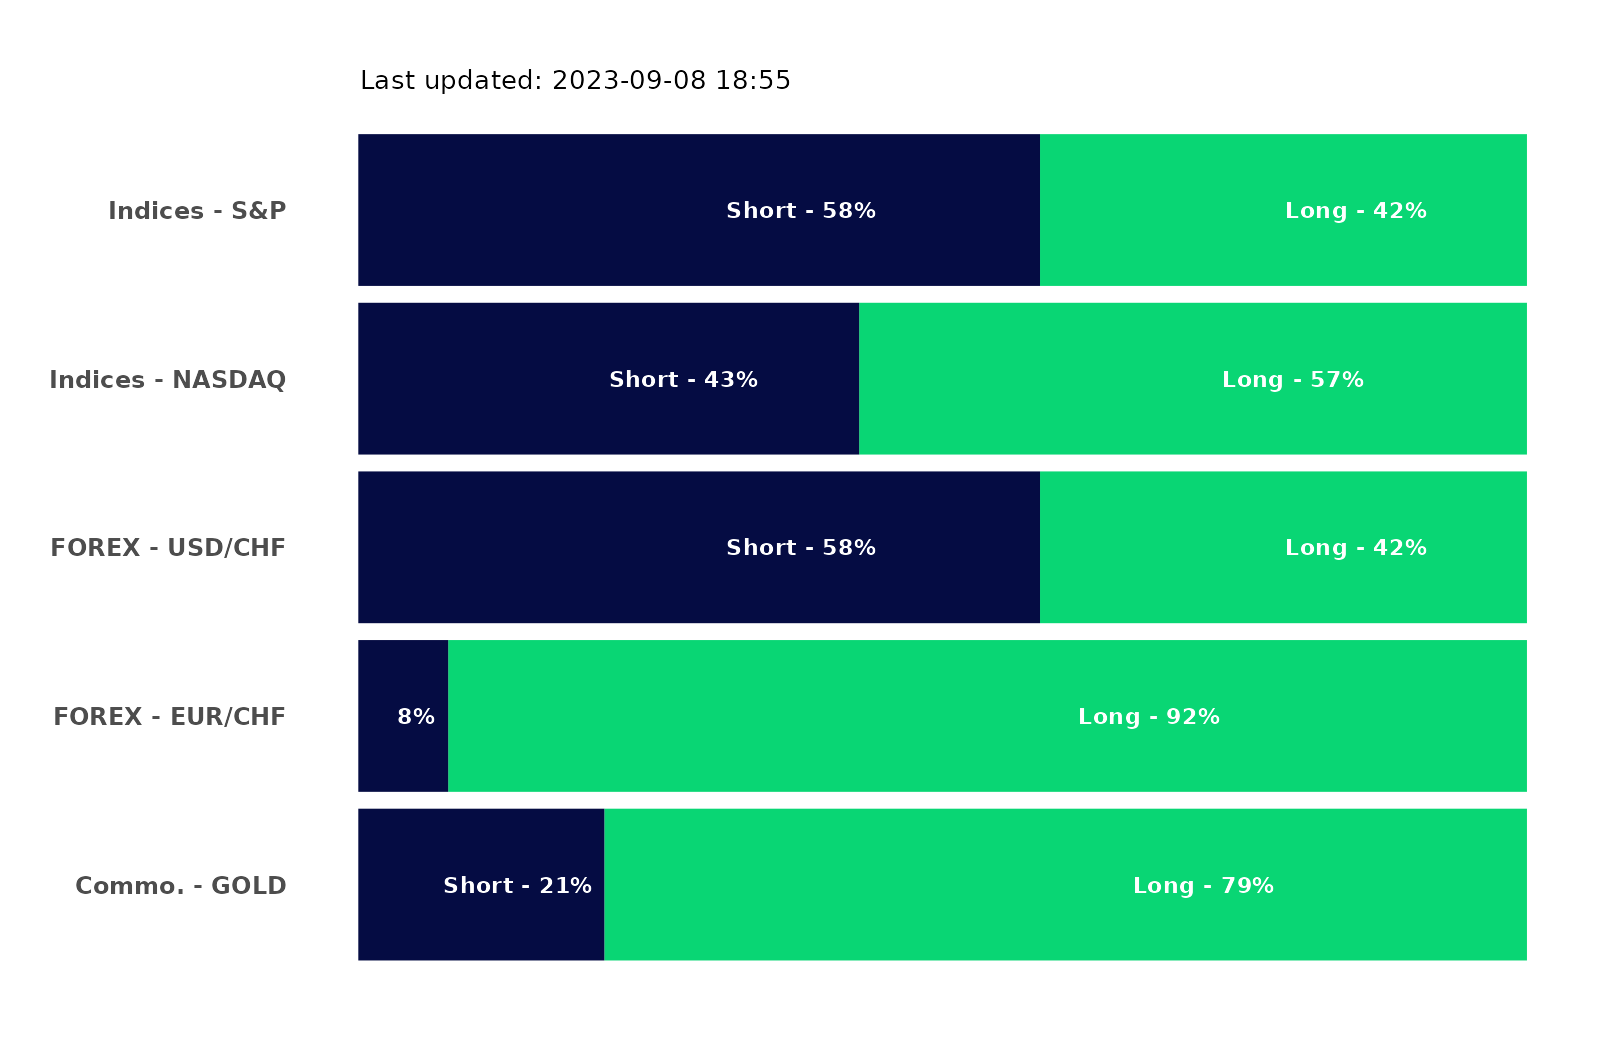 Last updated: 2023-09-08 18:55
Indices - S&P Short - 58% Long - 42%
Indices - NASDAQ Short - 43% Long - 57%
FOREX - USD/CHF Short - 58% Long - 42%
FOREX - EUR/CHF 8% Long - 92%
Commo. - GOLD Short - 21% Long - 79%